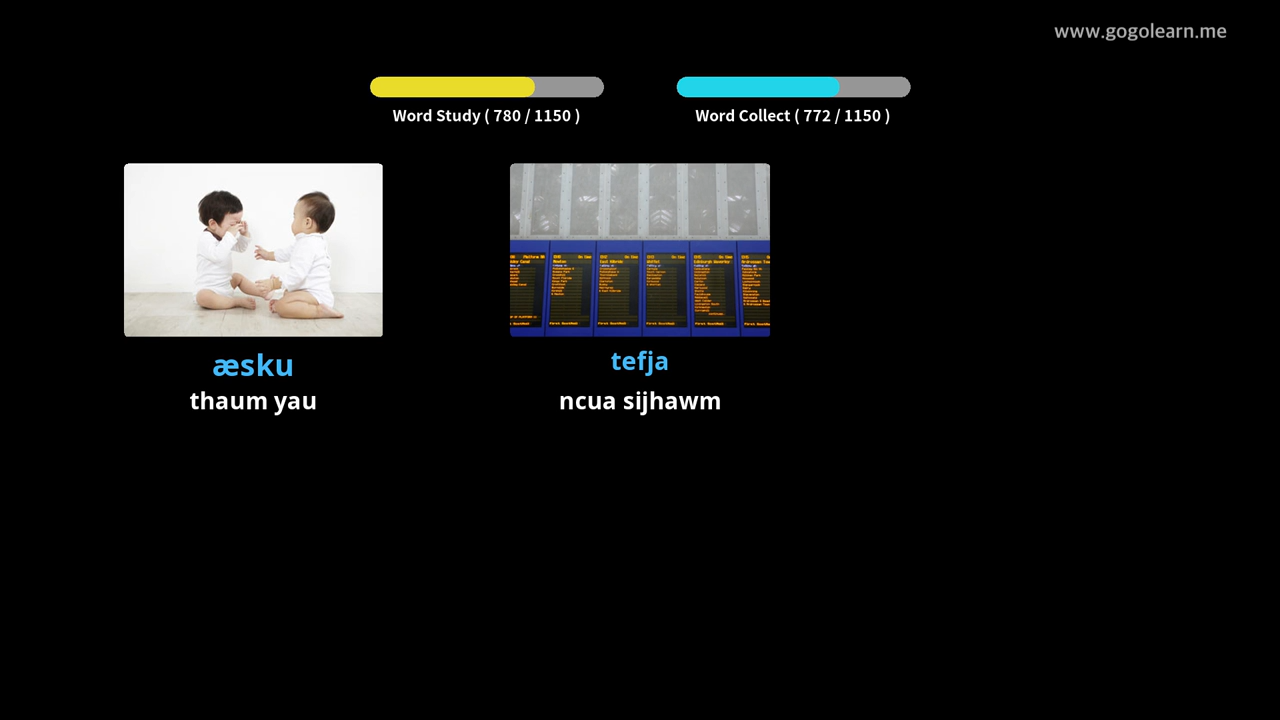 www.gogolearn.me
Word Study ( 780 / 1150 )
Word Collect ( 772 / 1150 )
æsku
thaum yau
tefja
ncua sijhawm